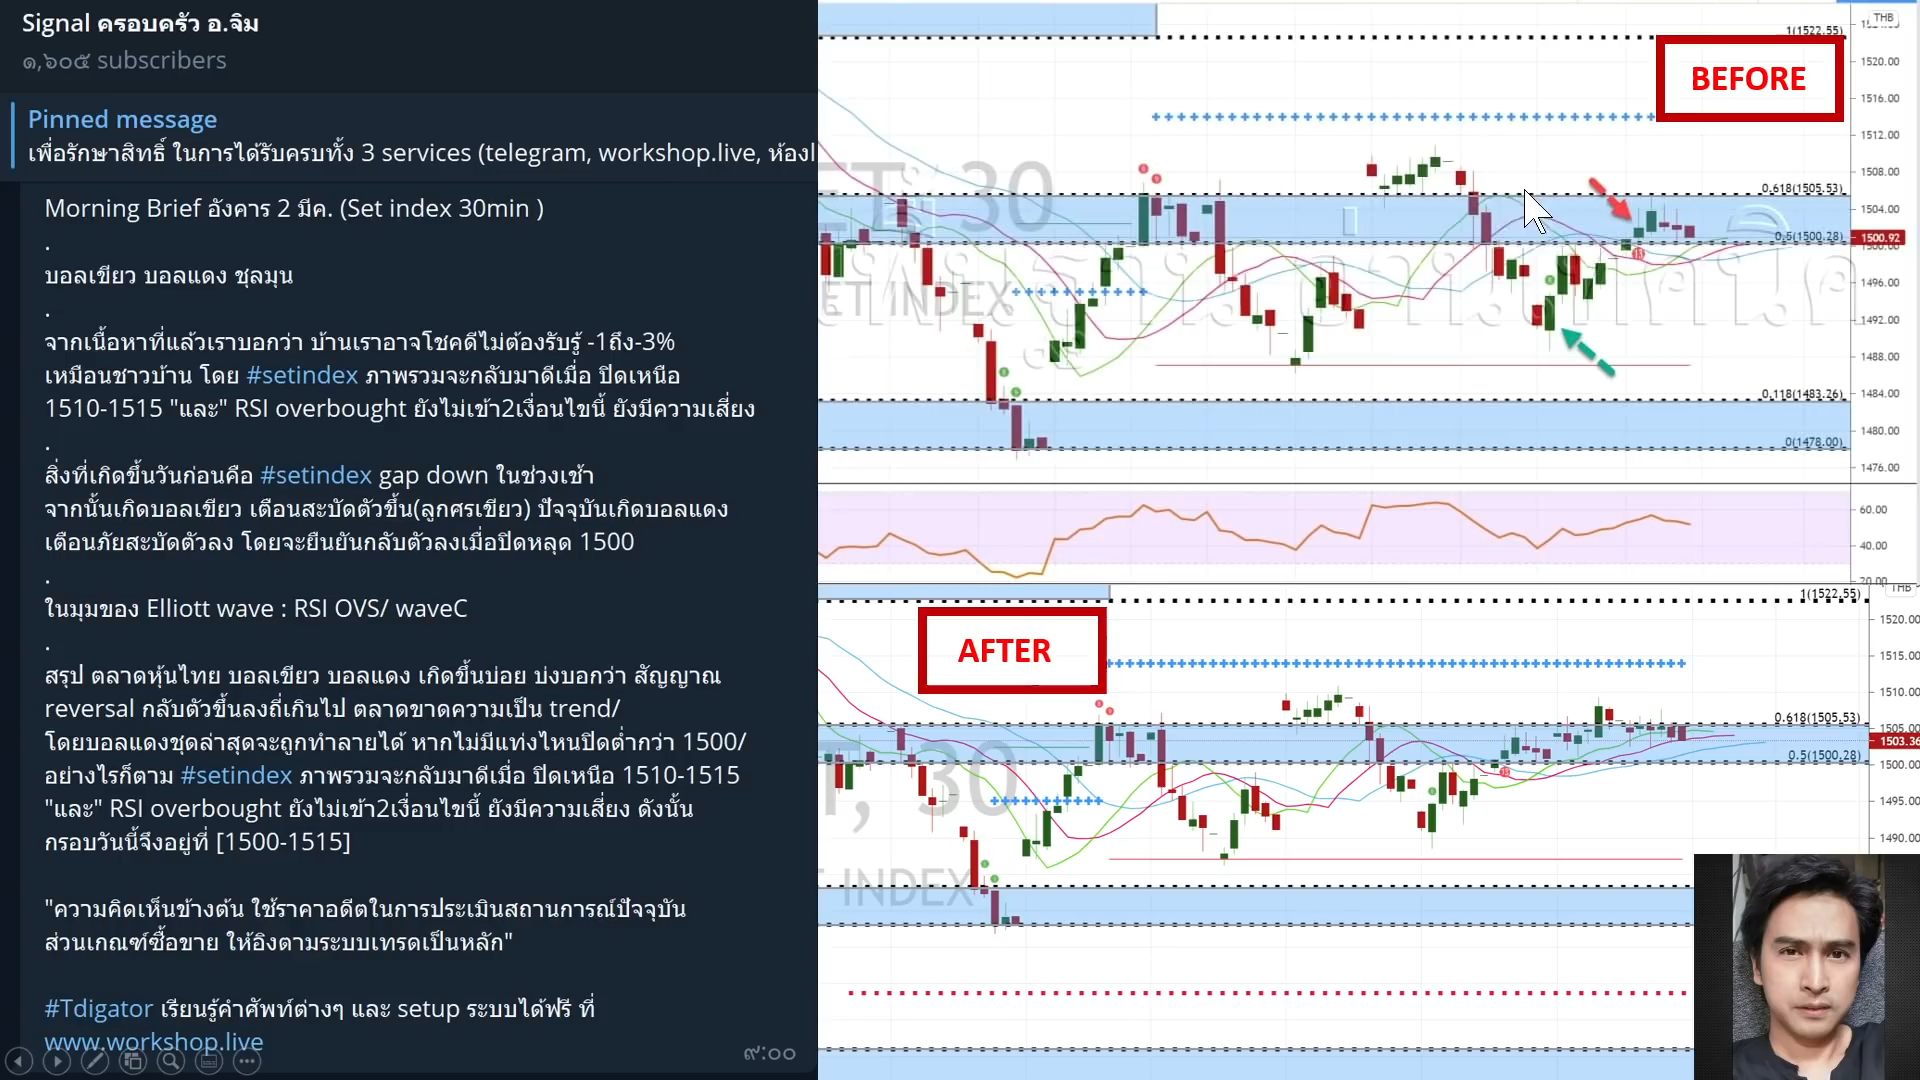 Signal ครอบครัว อ.จิม
๑,๖๐๕ subscribers
Pinned message
เพื่อรักษาสิทธิ์ ในการได้รับครบทั้ง 3 services (telegram, workshop.live, ห้องl
Morning Brief อังคาร 2 มีค. (Set index 30min )
.
บอลเขียว บอลแดง ชุลมุน
.
จากเนื้อหาที่แล้วเราบอกว่า บ้านเราอาจโชคดีไม่ต้องรับรู้ -1ถึง-3%
เหมือนชาวบ้าน โดย #setindex ภาพรวมจะกลับมาดีเมื่อ ปิดเหนือ
1510-1515 "และ" RSI overbought ยังไม่เข้า2เงื่อนไขนี้ ยังมีความเสี่ยง
.
สิ่งที่เกิดขึ้นวันก่อนคือ #setindex gap down ในช่วงเช้า
จากนั้นเกิดบอลเขียว เตือนสะบัดตัวขึ้น(ลูกศรเขียว) ปัจจุบันเกิดบอลแดง
เตือนภัยสะบัดตัวลง โดยจะยืนยันกลับตัวลงเมื่อปิดหลุด 1500
.
ในมุมของ Elliott wave : RSI OVS/ waveC
.
สรุป ตลาดหุ้นไทย บอลเขียว บอลแดง เกิดขึ้นบ่อย บ่งบอกว่า สัญญาณ
reversal กลับตัวขึ้นลงถี่เกินไป ตลาดขาดความเป็น trend/
โดยบอลแดงชุดล่าสุดจะถูกทำลายได้ หากไม่มีแท่งไหนปิดต่ำกว่า 1500/
อย่างไรก็ตาม #setindex ภาพรวมจะกลับมาดีเมื่อ ปิดเหนือ 1510-1515
"และ" RSI overbought ยังไม่เข้า2เงื่อนไขนี้ ยังมีความเสี่ยง ดังนั้น
กรอบวันนี้จึงอยู่ที่ [1500-1515]
"ความคิดเห็นข้างต้น ใช้ราคาอดีตในการประเมินสถานการณ์ปัจจุบัน
ส่วนเกณฑ์ซื้อขาย ให้อิงตามระบบเทรดเป็นหลัก"
#Tdigator เรียนรู้คำศัพท์ต่างๆ และ setup ระบบได้ฟรี ที่
www.workshop.live
๙:๐๐
THB
1(1522.55)
BEFORE
1520.00
1516.00
1512.00
1508.00
0.618(1505.53)
1504.00
0.5(1500.28)
1500.92
1496.00
1492.00
1488.00
0.118(1483.26)
1484.00
1480.00
0(1478.00)
1476.00
60.00
40.00
20.00
THB
1(1522.55)
AFTER
1520.00
1515.00
1510.00
0.618(1505.53)
1505.00
1503.36
0.5(1500.28)
1500.00
1495.00
1490.00
T, 30
T INDEX